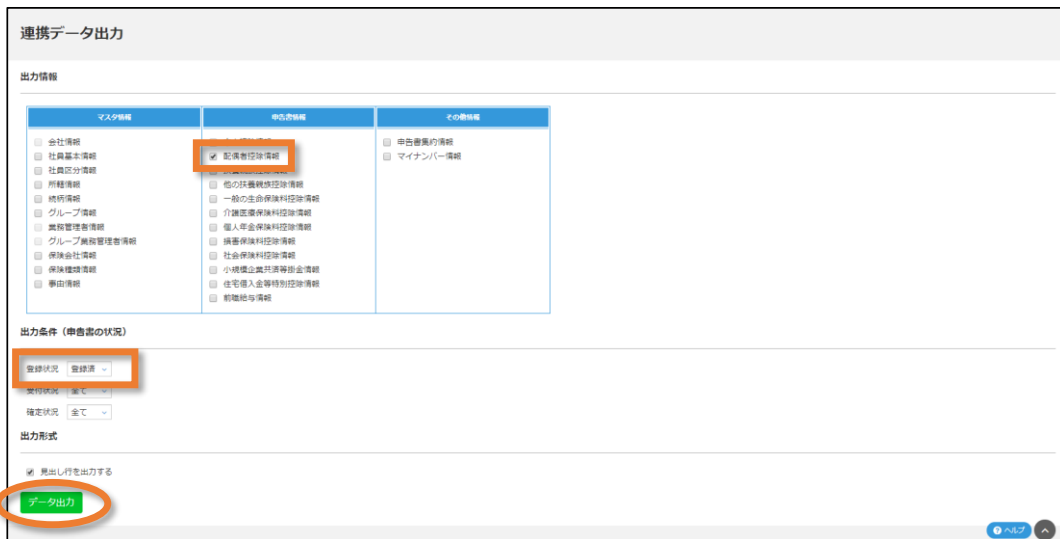 連携データ出力
出力情報
マスタ情報
申告書情報
その他情報
会社情報
社員基本情報
社員区分情報
所轄情報
続柄情報
グループ情報
業務管理者情報
グループ業務管理者情報
保険会社情報
保険種類情報
事由情報
配偶者控除情報
扶養親族控除情報
他の扶養親族控除情報
一般の生命保険料控除情報
介護医療保険料控除情報
個人年金保険料控除情報
損害保険料控除情報
社会保険料控除情報
小規模企業共済等掛金情報
住宅借入金等特別控除情報
前職給与情報
申告書集約情報
マイナンバー情報
出力条件（申告書の状況）
登録状況 登録済
受付状況 全て
確定状況 全て
出力形式
見出し行を出力する
データ出力
ヘルプ